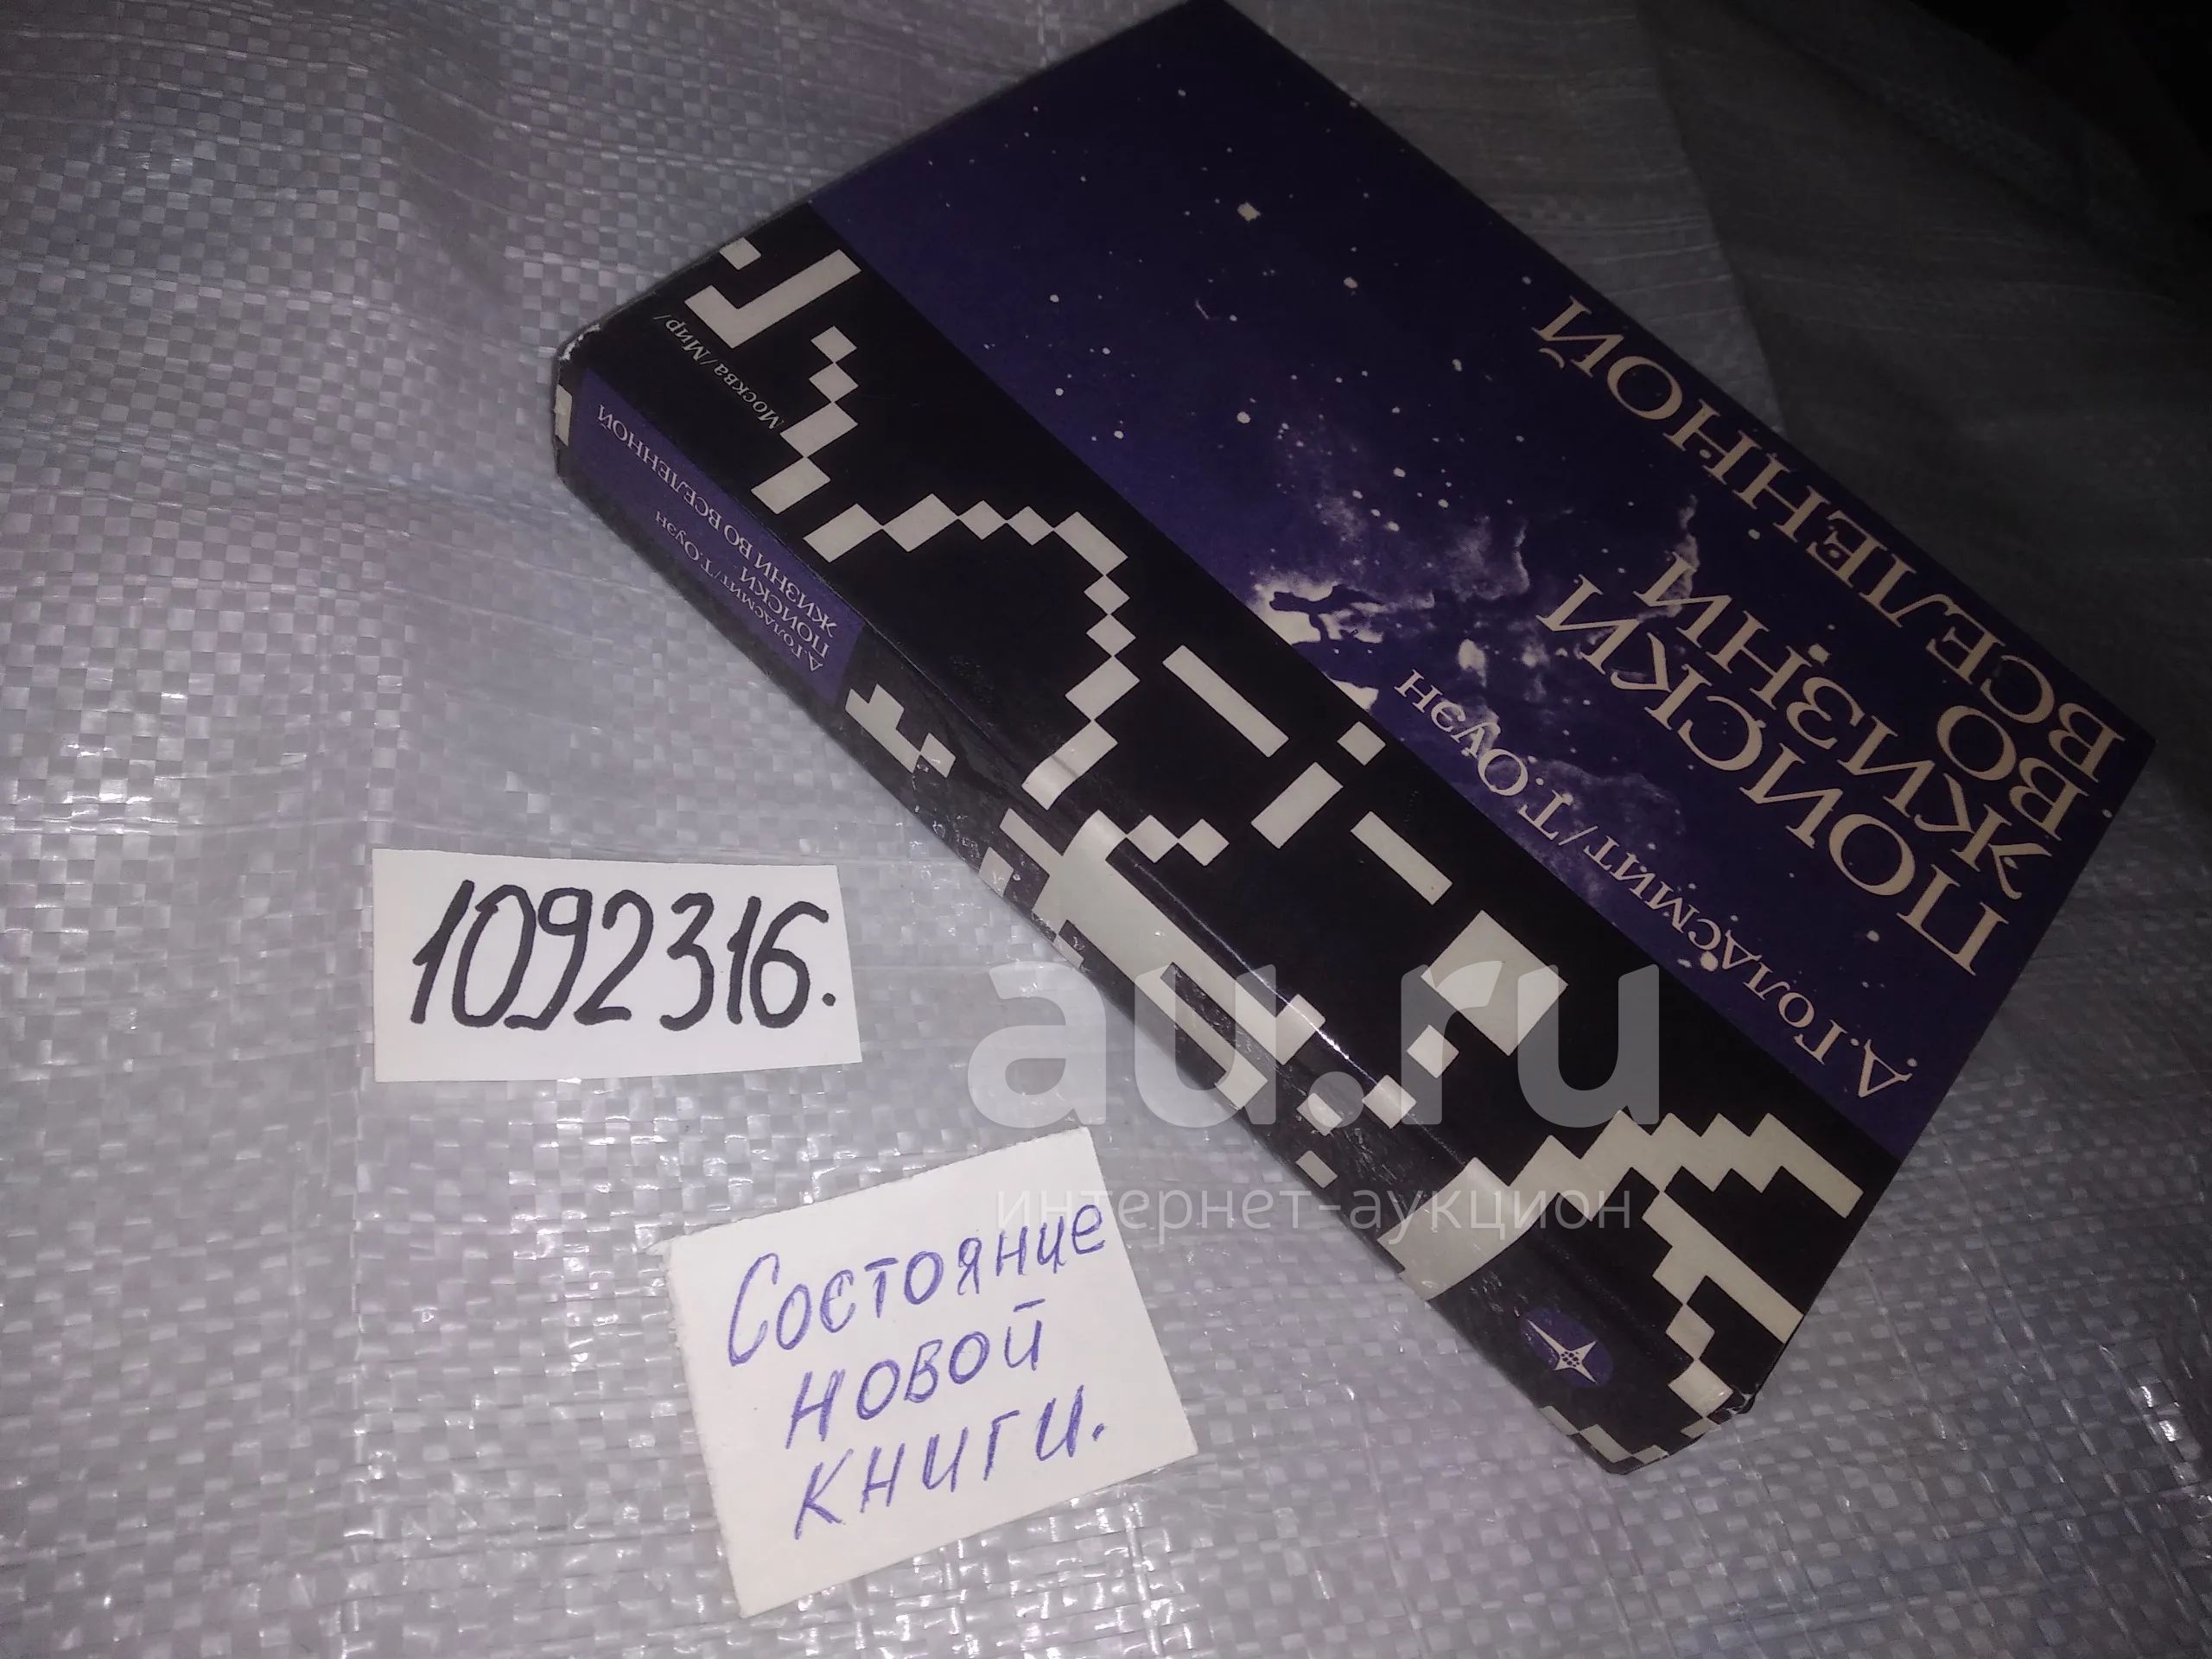 Д. Голдсмит/Т. Оуэн
ПОИСКИ
ЖИЗНИ
ВО
ВСЕЛЕННОЙ
Москва/Мир/
Д. Голдсмит/Т. Оуэн
ПОИСКИ
ЖИЗНИ ВО ВСЕЛЕННОЙ
1092316.
Состояние
новой
книги.
au.ru
интернет-аукцион